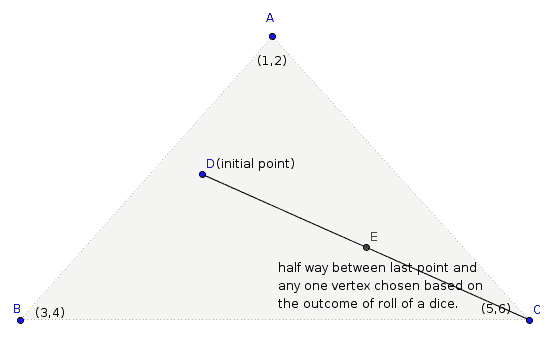 A
(1,2)
D(initial point)
E
half way between last point and
any one vertex chosen based on
the outcome of roll of a dice.
B
(3,4)
(5,6)
C